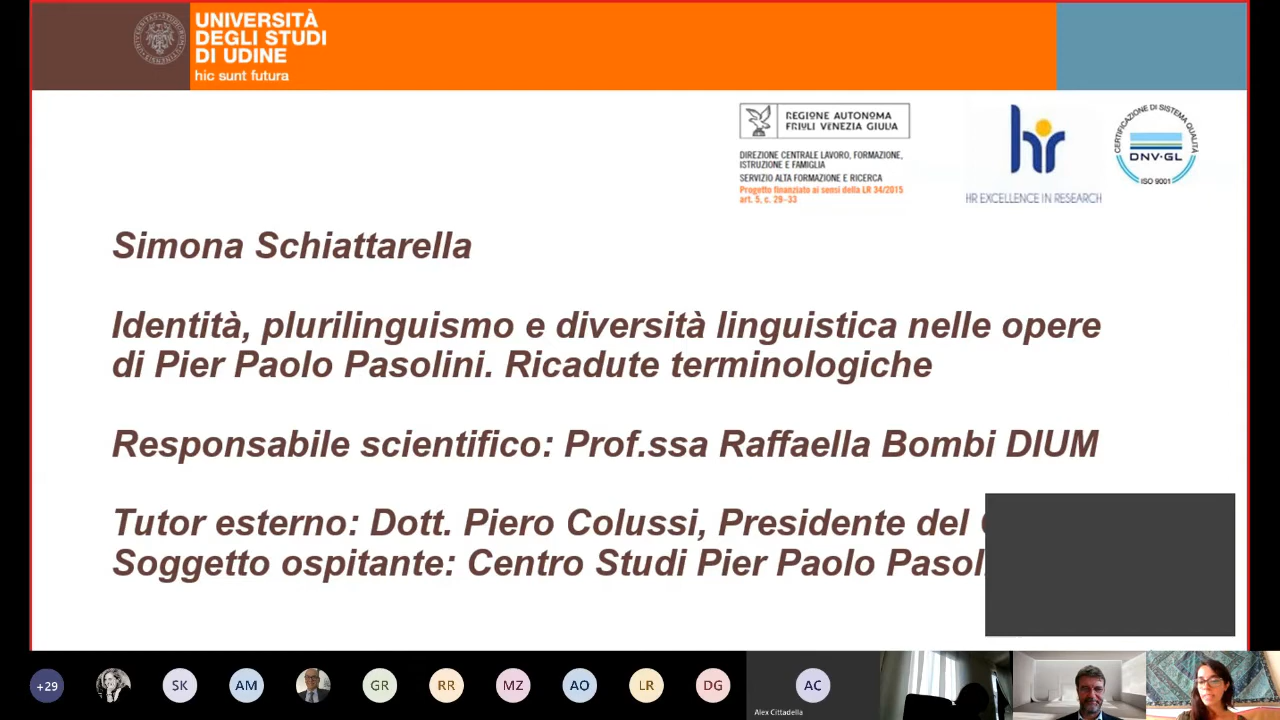 UNIVERSITÀ
DEGLI STUDI
DI UDINE
hic sunt futura
REGIONE AUTONOMA
FRIULI VENEZIA GIULIA
DIREZIONE CENTRALE LAVORO, FORMAZIONE,
ISTRUZIONE E FAMIGLIA
SERVIZIO ALTA FORMAZIONE E RICERCA
Progetto finanziato ai sensi della LR 34/2015
art. 5, c. 29-33
hr
HR EXCELLENCE IN RESEARCH
CERTIFICAZIONE DI SISTEMA QUALITÀ
DNV·GL
ISO 9001
Simona Schiattarella
Identità, plurilinguismo e diversità linguistica nelle opere
di Pier Paolo Pasolini. Ricadute terminologiche
Responsabile scientifico: Prof.ssa Raffaella Bombi DIUM
Tutor esterno: Dott. Piero Colussi, Presidente del
Soggetto ospitante: Centro Studi Pier Paolo
+29
SK
AM
GR
RR
MZ
AO
LR
DG
AC
Alex Cittadella